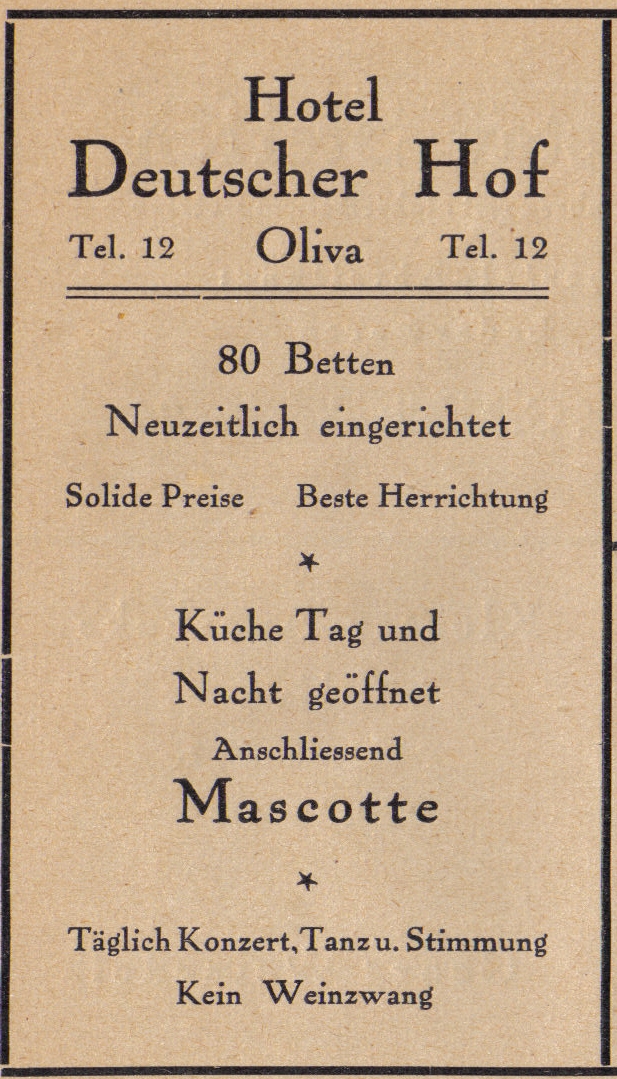 Hotel
Deutscher Hof
Tel. 12 Oliva Tel. 12
80 Betten
Neuzeitlich eingerichtet
Solide Preise Beste Herrichtung
Küche Tag und
Nacht geöffnet
Anschliessend
Mascotte
Täglich Konzert, Tanz u. Stimmung
Kein Weinzwang